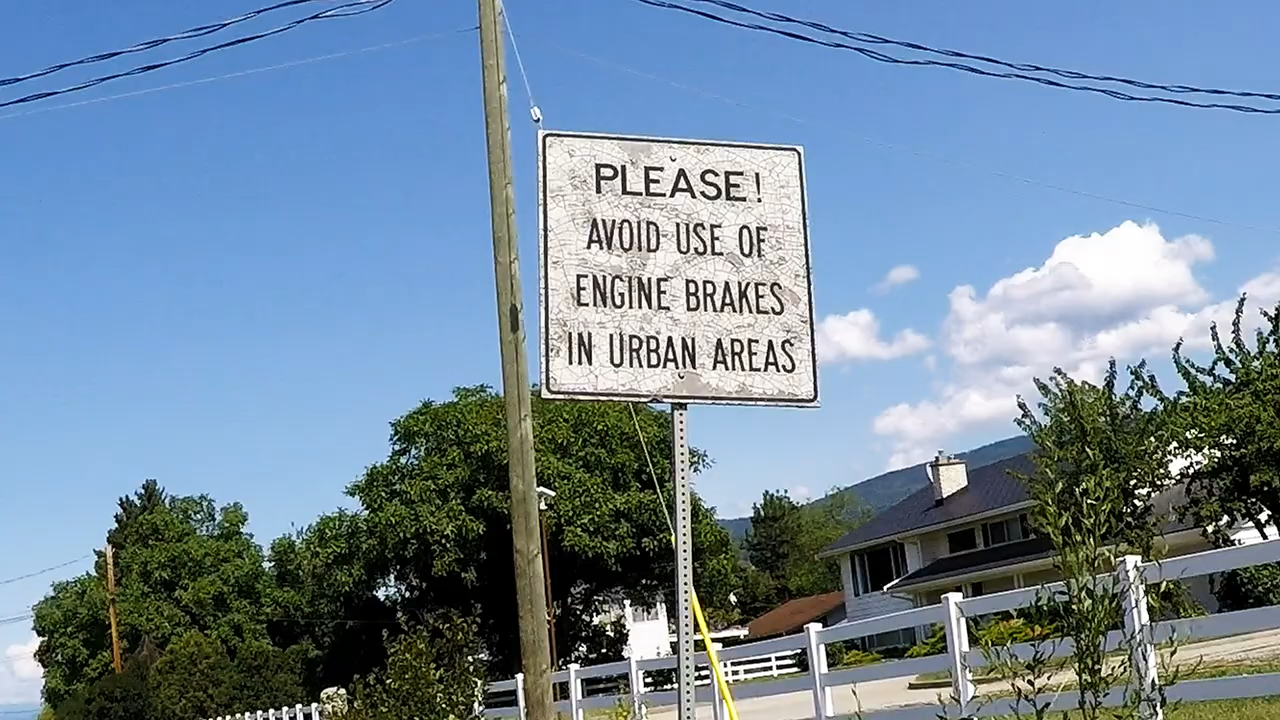 PLEASE!
AVOID USE OF
ENGINE BRAKES
IN URBAN AREAS